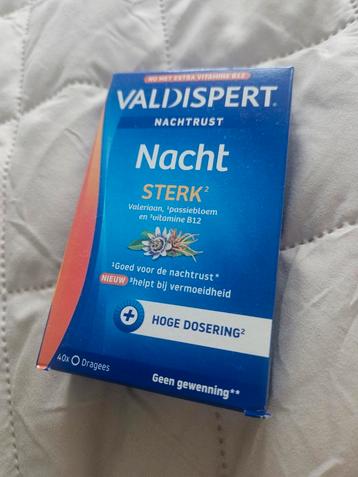 NU MET EXTRA VITAMINE B12
VALDISPERT®
NACHTRUST
Nacht
STERK²
Valeriaan, ¹passiebloem
en ³vitamine B12
¹Goed voor de nachtrust*
NIEUW ³helpt bij vermoeidheid
HOGE DOSERING²
40x Dragees
Geen gewenning**